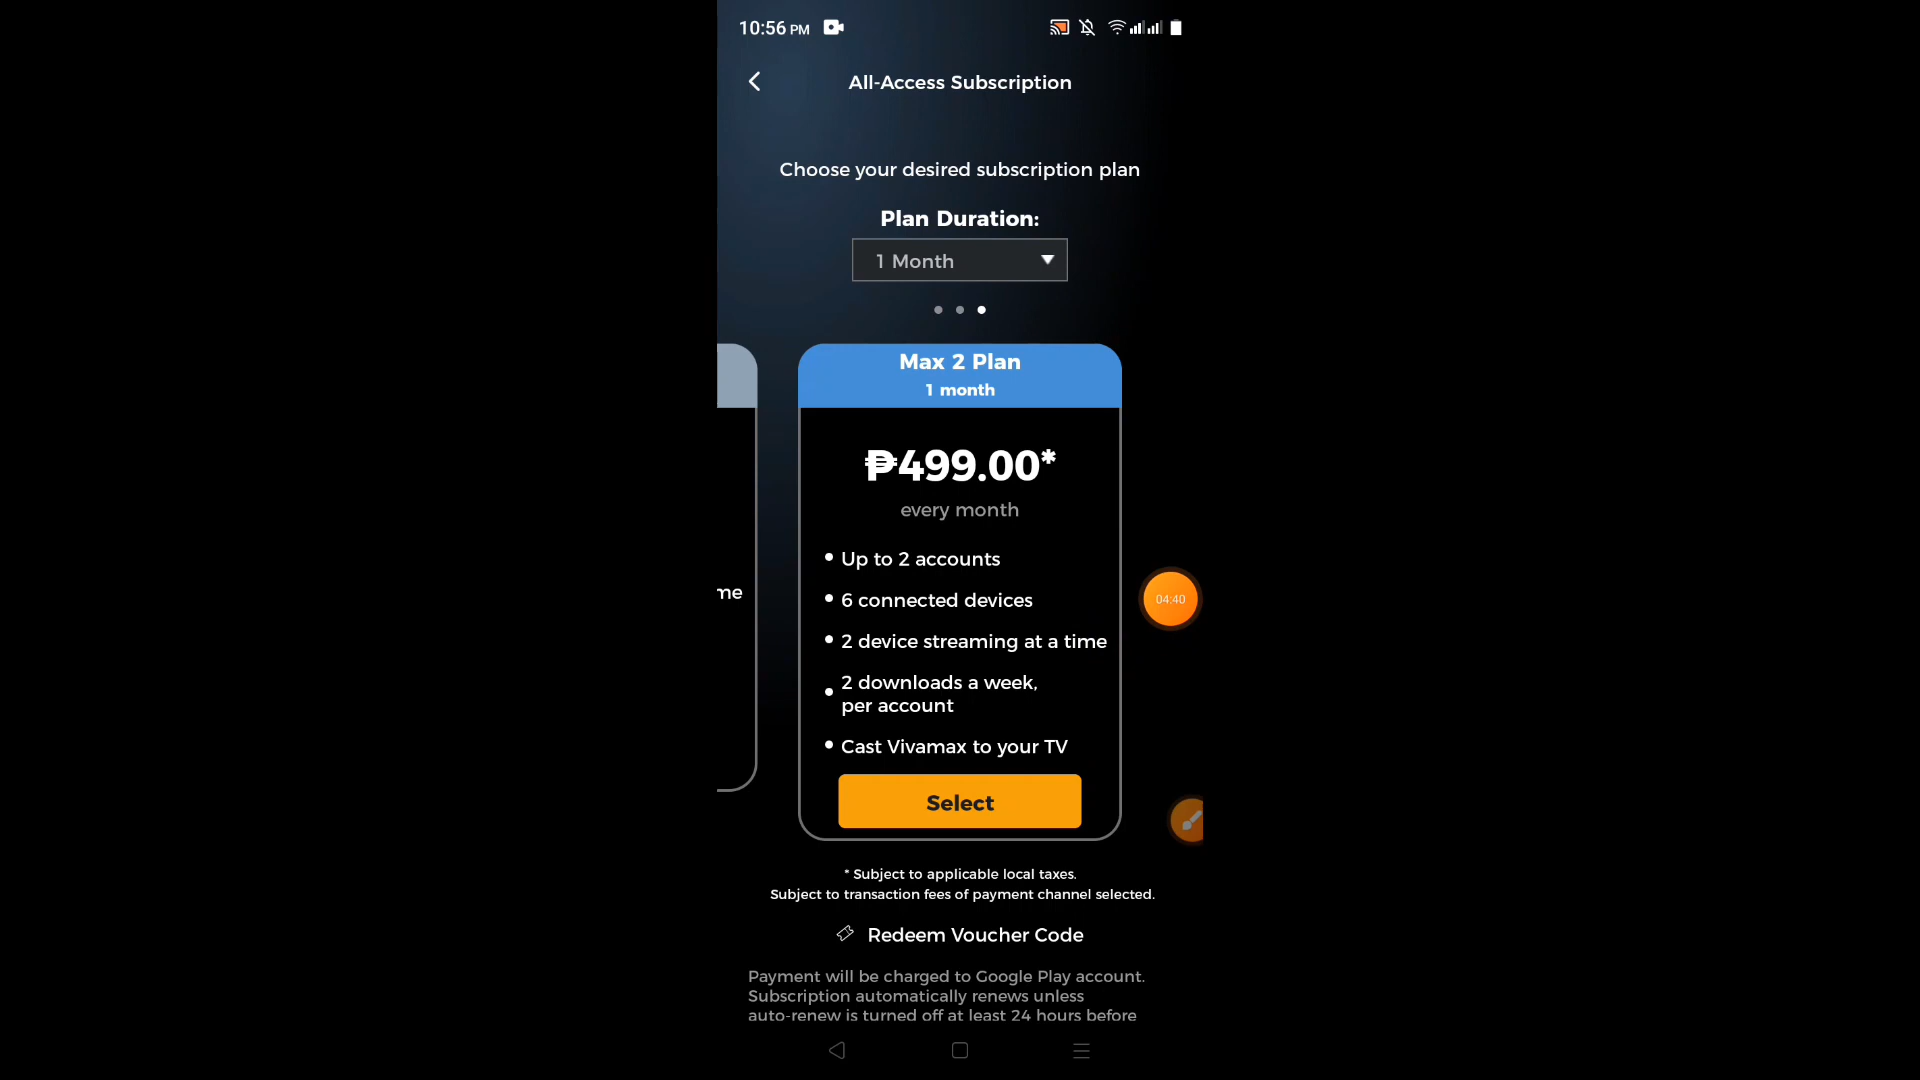 10:56 PM
All-Access Subscription
Choose your desired subscription plan
Plan Duration:
1 Month
Max 2 Plan
1 month
₱499.00*
every month
• Up to 2 accounts
• 6 connected devices
me
04:40
• 2 device streaming at a time
• 2 downloads a week,
per account
• Cast Vivamax to your TV
Select
* Subject to applicable local taxes.
Subject to transaction fees of payment channel selected.
Redeem Voucher Code
Payment will be charged to Google Play account.
Subscription automatically renews unless
auto-renew is turned off at least 24 hours before